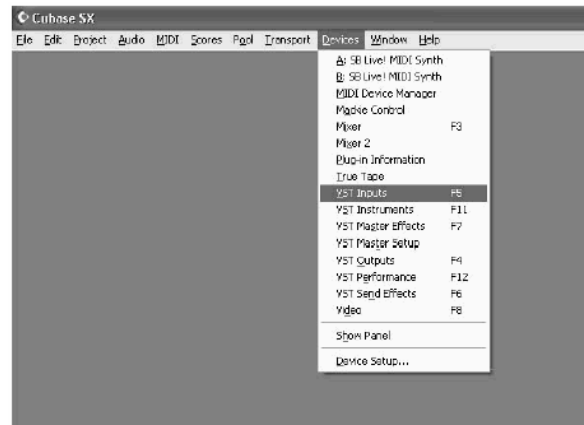 Cubase SX
File Edit Project Audio MIDI Scores Pool Transport Devices Window Help
A: SB Live! MIDI Synth
B: SB Live! MIDI Synth
MIDI Device Manager
Mackie Control
Mixer F3
Mixer 2
Plug-in Information
True Tape
VST Inputs F5
VST Instruments F11
VST Master Effects F7
VST Master Setup
VST Outputs F4
VST Performance F12
VST Send Effects F6
Video F8
Show Panel
Device Setup...